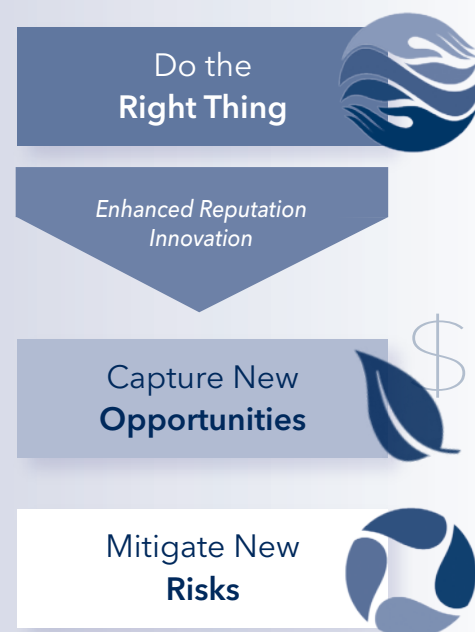 Do the
Right Thing
Enhanced Reputation
Innovation
$
Capture New
Opportunities
Mitigate New
Risks